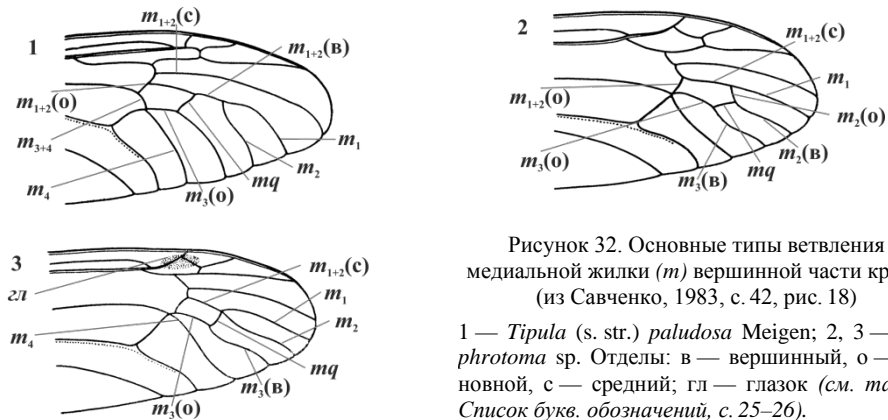 1
m₁₊₂(с)
m₁₊₂(в)
m₁₊₂(о)
m₃₊₄
m₄
m₃(о)
mq
m₂
m₁
2
m₁₊₂(с)
m₁₊₂(о)
m₁
m₂(о)
m₃(о)
m₂(в)
mq
m₃(в)
3
гл
m₁₊₂(с)
m₁
m₂
m₄
mq
m₃(в)
m₃(о)
Рисунок 32. Основные типы ветвления
медиальной жилки (m) вершинной части кр
(из Савченко, 1983, с. 42, рис. 18)
1 — Tipula (s. str.) paludosa Meigen; 2, 3 —
phrotoma sp. Отделы: в — вершинный, о —
новной, с — средний; гл — глазок (см. та
Список букв. обозначений, с. 25–26).